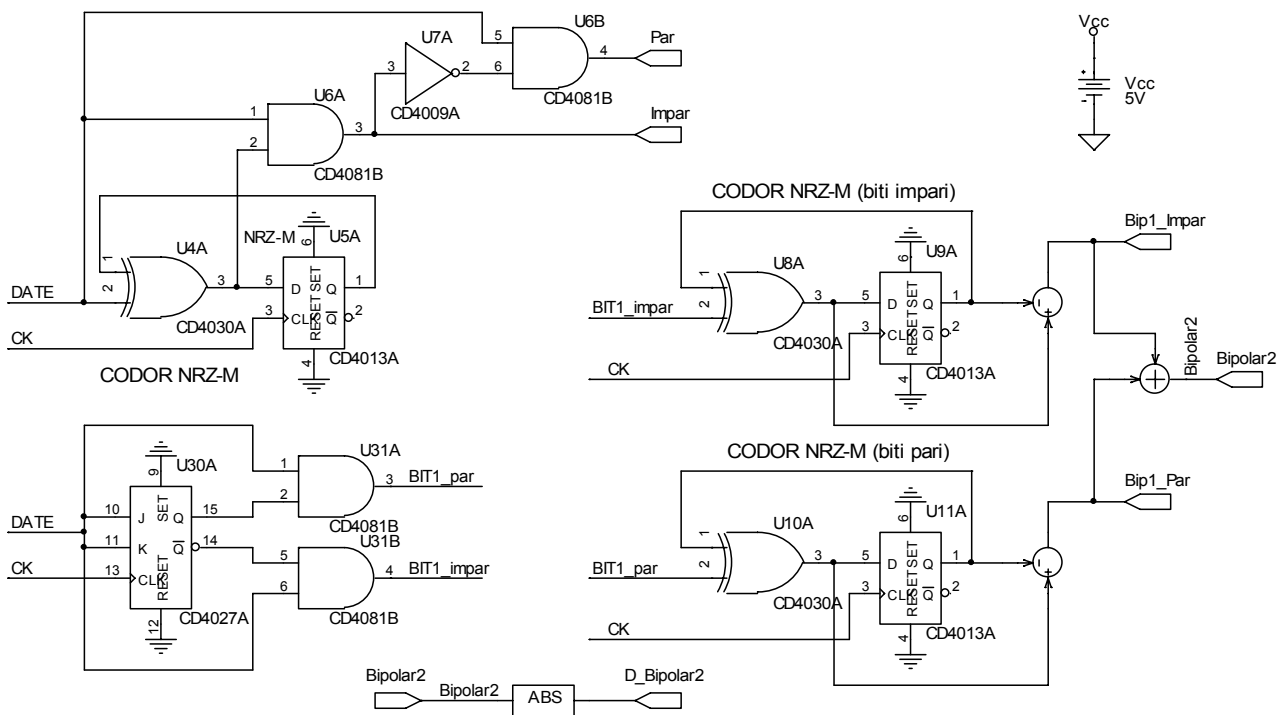 U6B
U7A
Par
5
4
6
3
2
CD4081B
CD4009A
U6A
1
3
2
Impar
CD4081B
Vcc
+
Vcc
5V
-
NRZ-M
U5A
6
U4A
1
2
3
5
D
SET
Q
1
3
CLK
RESET
Q
2
4
DATE
CK
CD4030A
CD4013A
CODOR NRZ-M
CODOR NRZ-M (biti impari)
U9A
6
U8A
1
2
3
5
D
SET
Q
1
3
CLK
RESET
Q
2
4
BIT1_impar
CK
CD4030A
CD4013A
-
+
Bip1_Impar
Bipolar2
Bipolar2
U30A
9
10
J
SET
Q
15
11
K
Q
14
13
CLK
RESET
12
DATE
CK
CD4027A
U31A
1
2
3
BIT1_par
CD4081B
U31B
5
6
4
BIT1_impar
CD4081B
CODOR NRZ-M (biti pari)
U11A
6
U10A
1
2
3
5
D
SET
Q
1
3
CLK
RESET
Q
2
4
BIT1_par
CK
CD4030A
CD4013A
-
+
Bip1_Par
Bipolar2
Bipolar2
ABS
D_Bipolar2